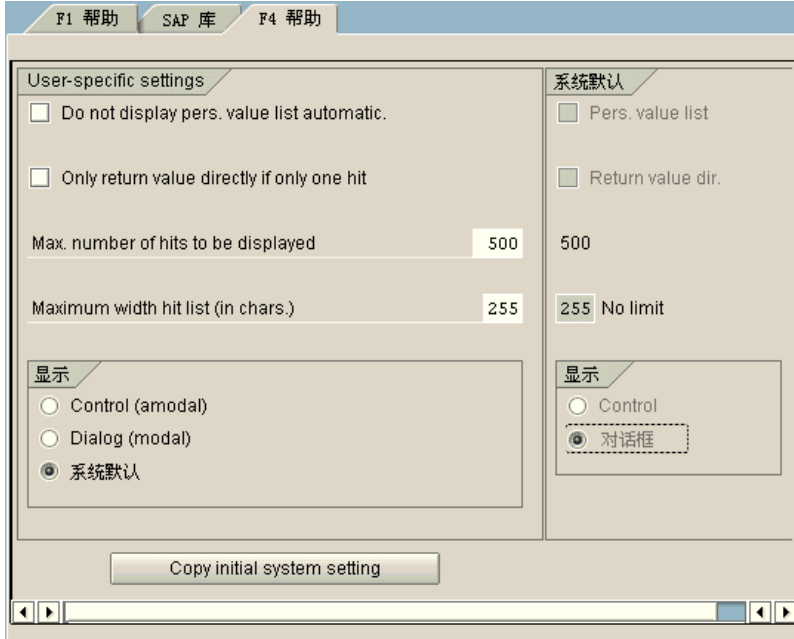 F1 帮助
SAP 库
F4 帮助
User-specific settings
Do not display pers. value list automatic.
Only return value directly if only one hit
Max. number of hits to be displayed 500
Maximum width hit list (in chars.) 255
显示
Control (amodal)
Dialog (modal)
系统默认
系统默认
Pers. value list
Return value dir.
500
255 No limit
显示
Control
对话框
Copy initial system setting